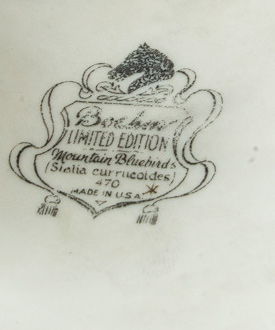 Boehm
LIMITED EDITION
Mountain Bluebirds
(Sialia currucoides)
470
MADE IN U.S.A.